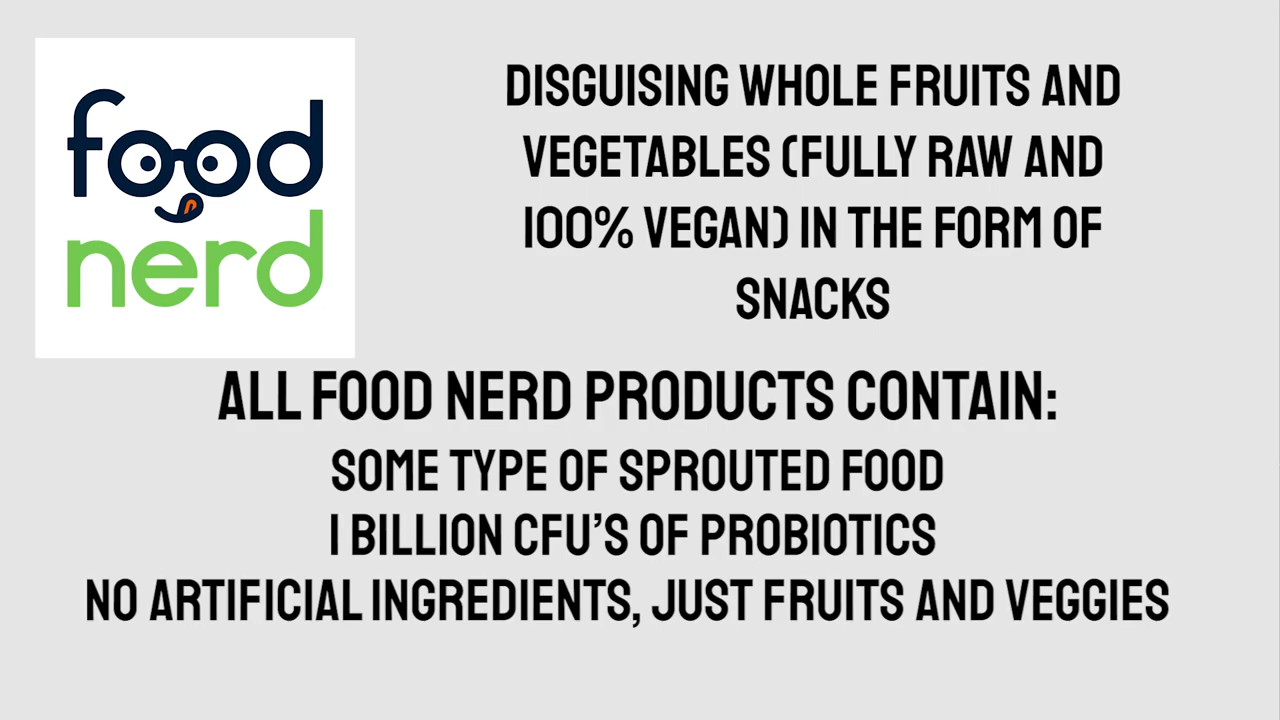 food
nerd
DISGUISING WHOLE FRUITS AND
VEGETABLES (FULLY RAW AND
100% VEGAN) IN THE FORM OF
SNACKS
ALL FOOD NERD PRODUCTS CONTAIN:
SOME TYPE OF SPROUTED FOOD
1 BILLION CFU’S OF PROBIOTICS
NO ARTIFICIAL INGREDIENTS, JUST FRUITS AND VEGGIES